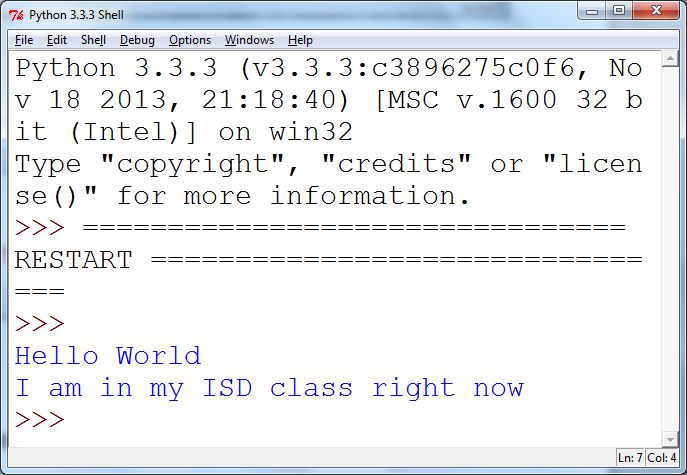 Python 3.3.3 Shell
File Edit Shell Debug Options Windows Help
Python 3.3.3 (v3.3.3:c3896275c0f6, No
v 18 2013, 21:18:40) [MSC v.1600 32 b
it (Intel)] on win32
Type "copyright", "credits" or "licen
se()" for more information.
>>> ================================
RESTART =============================
===
>>>
Hello World
I am in my ISD class right now
>>>
Ln: 7 Col: 4